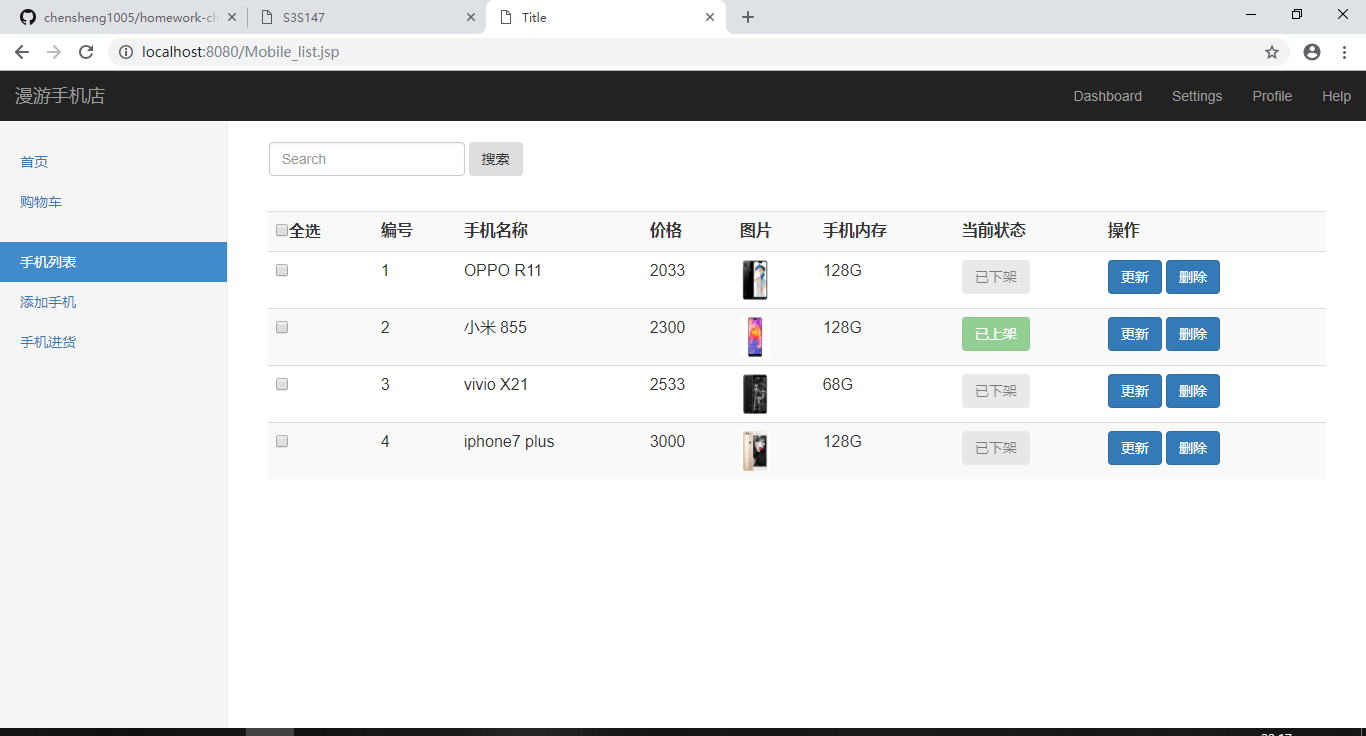 chensheng1005/homework-ch
S3S147
Title
localhost:8080/Mobile_list.jsp
漫游手机店 Dashboard Settings Profile Help
首页
购物车
手机列表
添加手机
手机进货
Search 搜索
全选 编号 手机名称 价格 图片 手机内存 当前状态 操作
1 OPPO R11 2033 128G 已下架 更新 删除
2 小米 855 2300 128G 已上架 更新 删除
3 vivio X21 2533 68G 已下架 更新 删除
4 iphone7 plus 3000 128G 已下架 更新 删除